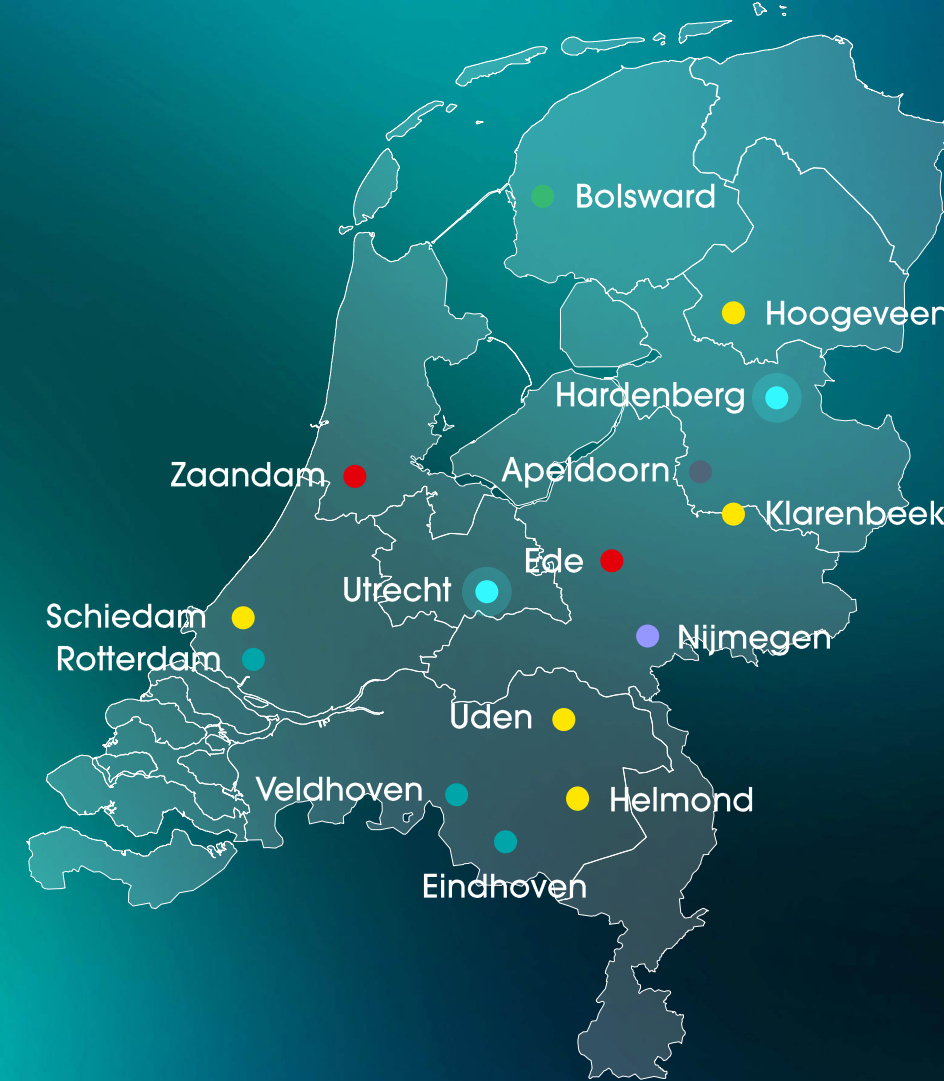 Bolsward
Hoogeveen
Hardenberg
Apeldoorn
Zaandam
Klarenbeek
Ede
Utrecht
Schiedam
Nijmegen
Rotterdam
Uden
Veldhoven
Helmond
Eindhoven